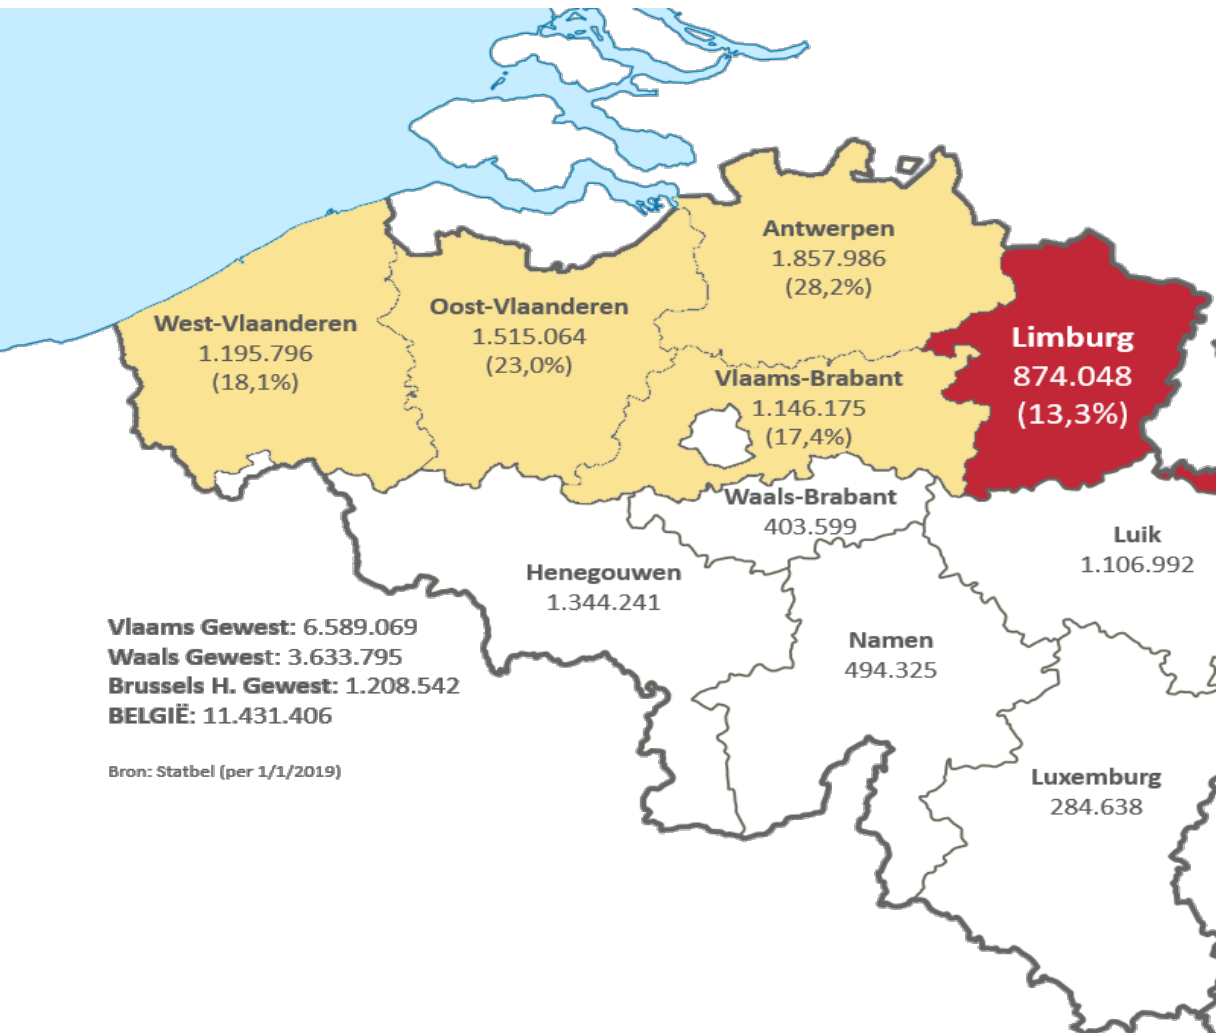 Antwerpen
1.857.986
(28,2%)
Oost-Vlaanderen
1.515.064
(23,0%)
West-Vlaanderen
1.195.796
(18,1%)
Limburg
874.048
(13,3%)
Vlaams-Brabant
1.146.175
(17,4%)
Waals-Brabant
403.599
Luik
1.106.992
Henegouwen
1.344.241
Namen
494.325
Luxemburg
284.638
Vlaams Gewest: 6.589.069
Waals Gewest: 3.633.795
Brussels H. Gewest: 1.208.542
BELGIË: 11.431.406
Bron: Statbel (per 1/1/2019)